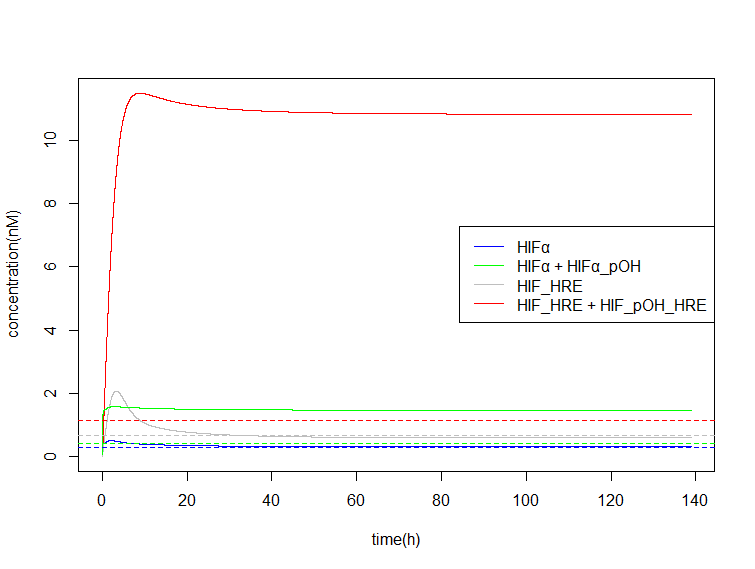 concentration(nM)
10
8
6
4
2
0
HIFα
HIFα + HIFα_pOH
HIF_HRE
HIF_HRE + HIF_pOH_HRE
0 20 40 60 80 100 120 140
time(h)